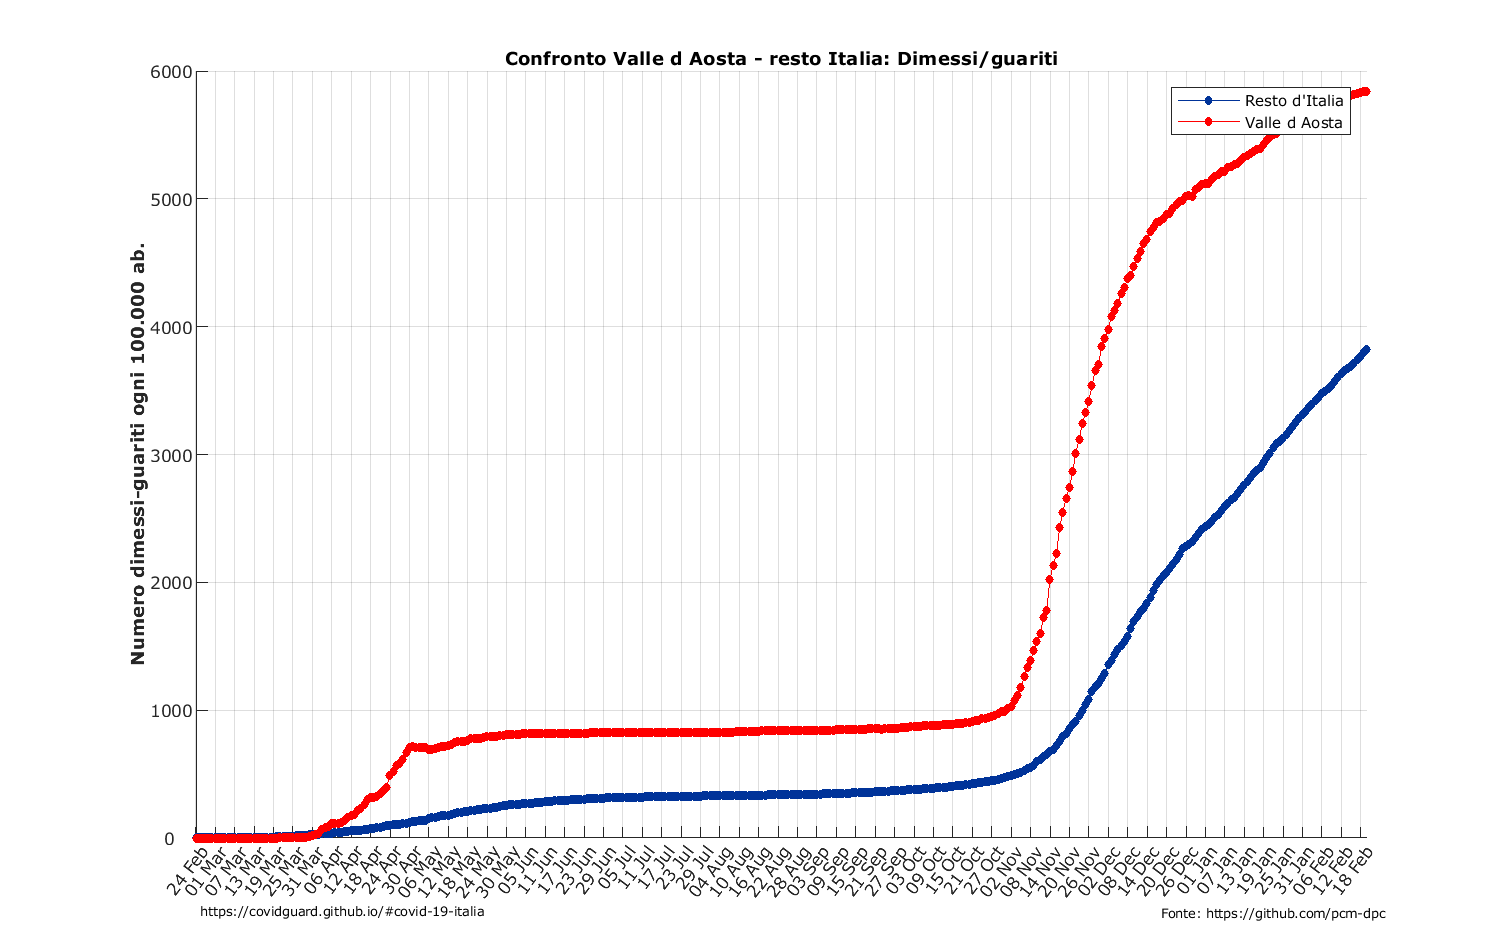 Confronto Valle d Aosta - resto Italia: Dimessi/guariti
Resto d'Italia
Valle d Aosta
Numero dimessi-guariti ogni 100.000 ab.
6000
5000
4000
3000
2000
1000
0
24 Feb
01 Mar
07 Mar
13 Mar
19 Mar
25 Mar
31 Mar
06 Apr
12 Apr
18 Apr
24 Apr
30 Apr
06 May
12 May
18 May
24 May
30 May
05 Jun
11 Jun
17 Jun
23 Jun
29 Jun
05 Jul
11 Jul
17 Jul
23 Jul
29 Jul
04 Aug
10 Aug
16 Aug
22 Aug
28 Aug
03 Sep
09 Sep
15 Sep
21 Sep
27 Sep
03 Oct
09 Oct
15 Oct
21 Oct
27 Oct
02 Nov
08 Nov
14 Nov
20 Nov
26 Nov
02 Dec
08 Dec
14 Dec
20 Dec
26 Dec
01 Jan
07 Jan
13 Jan
19 Jan
25 Jan
31 Jan
06 Feb
12 Feb
18 Feb
https://covidguard.github.io/#covid-19-italia
Fonte: https://github.com/pcm-dpc